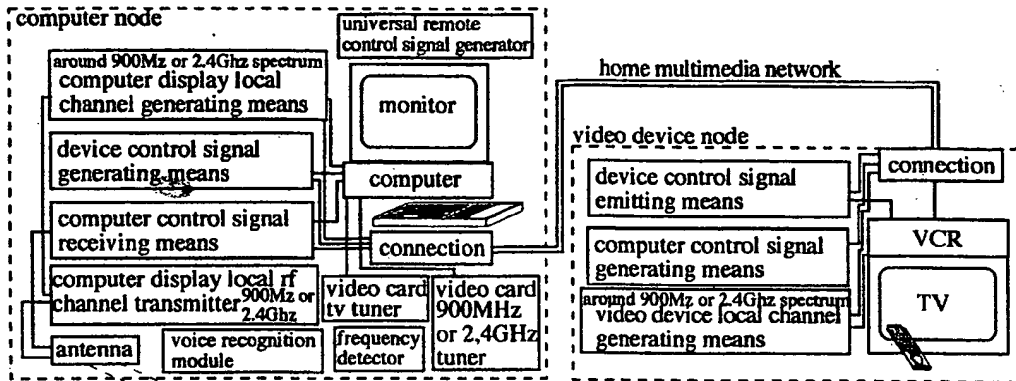 computer node
universal remote
control signal generator
around 900Mz or 2.4Ghz spectrum
computer display local
channel generating means
monitor
home multimedia network
device control signal
generating means
computer
video device node
connection
device control signal
emitting means
computer control signal
receiving means
connection
VCR
computer control signal
generating means
computer display local rf
channel transmitter 900Mz or
2.4Ghz
video card
tv tuner
video card
900MHz
or 2,4GHz
tuner
around 900Mz or 2.4Ghz spectrum
video device local channel
generating means
TV
antenna
voice recognition
module
frequency
detector